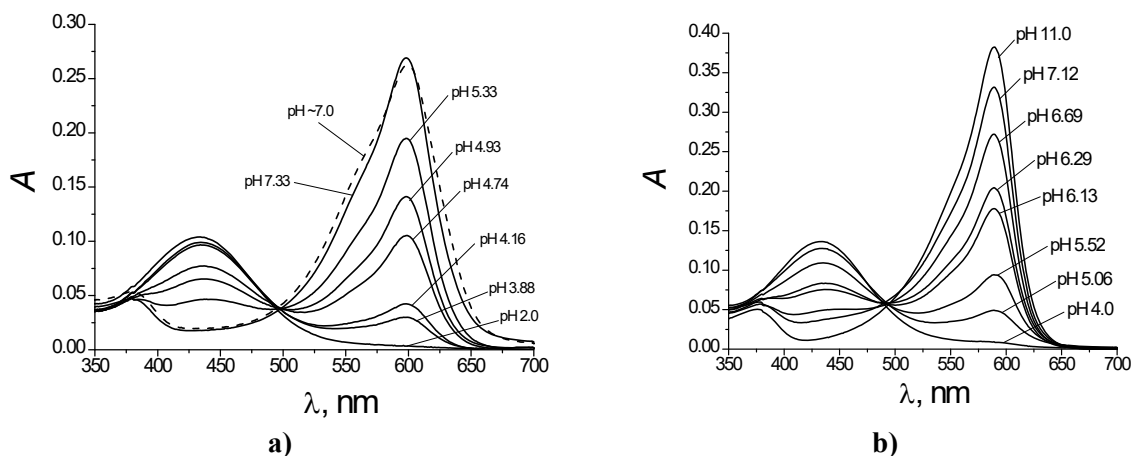 0.30
0.25
0.20
0.15
0.10
0.05
0.00
A
350 400 450 500 550 600 650 700
λ, nm
pH ~7.0
pH 7.33
pH 5.33
pH 4.93
pH 4.74
pH 4.16
pH 3.88
pH 2.0
a)
0.40
0.35
0.30
0.25
0.20
0.15
0.10
0.05
0.00
A
350 400 450 500 550 600 650 700
λ, nm
pH 11.0
pH 7.12
pH 6.69
pH 6.29
pH 6.13
pH 5.52
pH 5.06
pH 4.0
b)